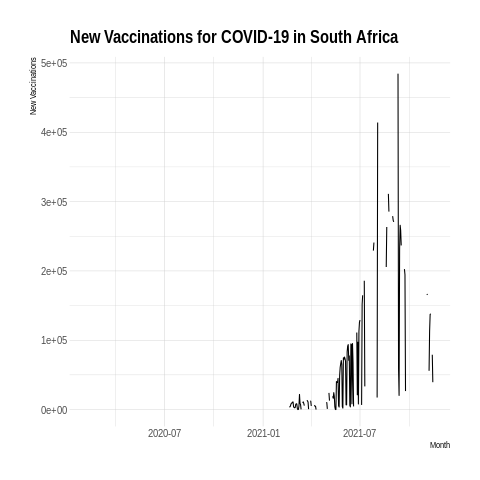 New Vaccinations for COVID-19 in South Africa
New Vaccinations
5e+05
4e+05
3e+05
2e+05
1e+05
0e+00
2020-07 2021-01 2021-07
Month